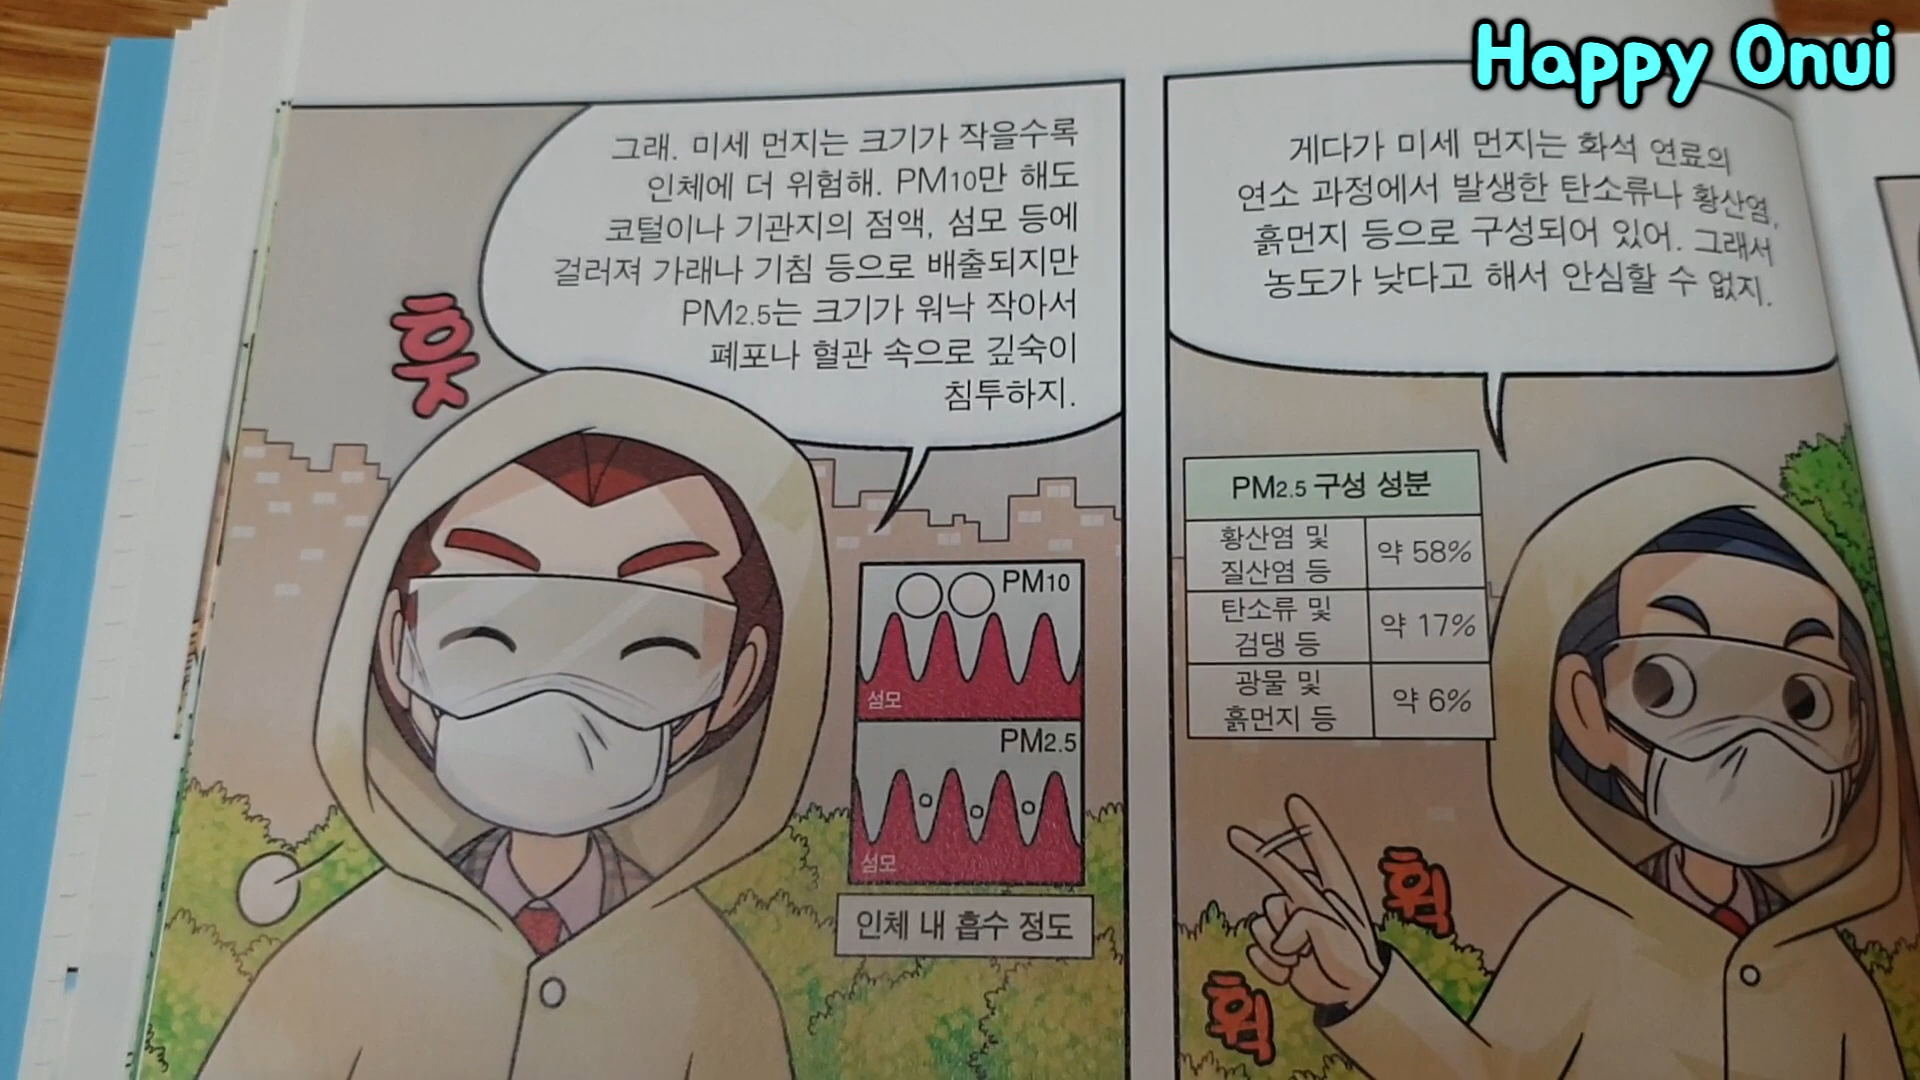 Happy Onui
그래. 미세 먼지는 크기가 작을수록
인체에 더 위험해. PM10만 해도
코털이나 기관지의 점액, 섬모 등에
걸러져 가래나 기침 등으로 배출되지만
PM2.5는 크기가 워낙 작아서
폐포나 혈관 속으로 깊숙이
침투하지.
훗
PM10
섬모
PM2.5
섬모
인체 내 흡수 정도
게다가 미세 먼지는 화석 연료의
연소 과정에서 발생한 탄소류나 황산염,
흙먼지 등으로 구성되어 있어. 그래서
농도가 낮다고 해서 안심할 수 없지.
PM2.5 구성 성분
황산염 및
질산염 등
약 58%
탄소류 및
검댕 등
약 17%
광물 및
흙먼지 등
약 6%
훽
훽